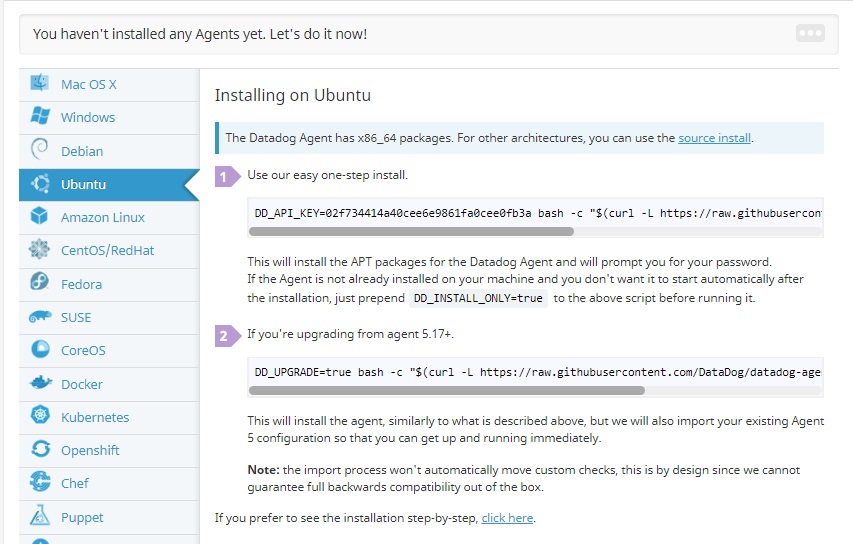 You haven't installed any Agents yet. Let's do it now!
Mac OS X
Windows
Debian
Ubuntu
Amazon Linux
CentOS/RedHat
Fedora
SUSE
CoreOS
Docker
Kubernetes
Openshift
Chef
Puppet
Installing on Ubuntu
The Datadog Agent has x86_64 packages. For other architectures, you can use the source install.
1 Use our easy one-step install.
DD_API_KEY=02f734414a40cee6e9861fa0cee0fb3a bash -c "$(curl -L https://raw.githubusercon
This will install the APT packages for the Datadog Agent and will prompt you for your password.
If the Agent is not already installed on your machine and you don't want it to start automatically after
the installation, just prepend DD_INSTALL_ONLY=true to the above script before running it.
2 If you're upgrading from agent 5.17+.
DD_UPGRADE=true bash -c "$(curl -L https://raw.githubusercontent.com/DataDog/datadog-age
This will install the agent, similarly to what is described above, but we will also import your existing Agent
5 configuration so that you can get up and running immediately.
Note: the import process won't automatically move custom checks, this is by design since we cannot
guarantee full backwards compatibility out of the box.
If you prefer to see the installation step-by-step, click here.